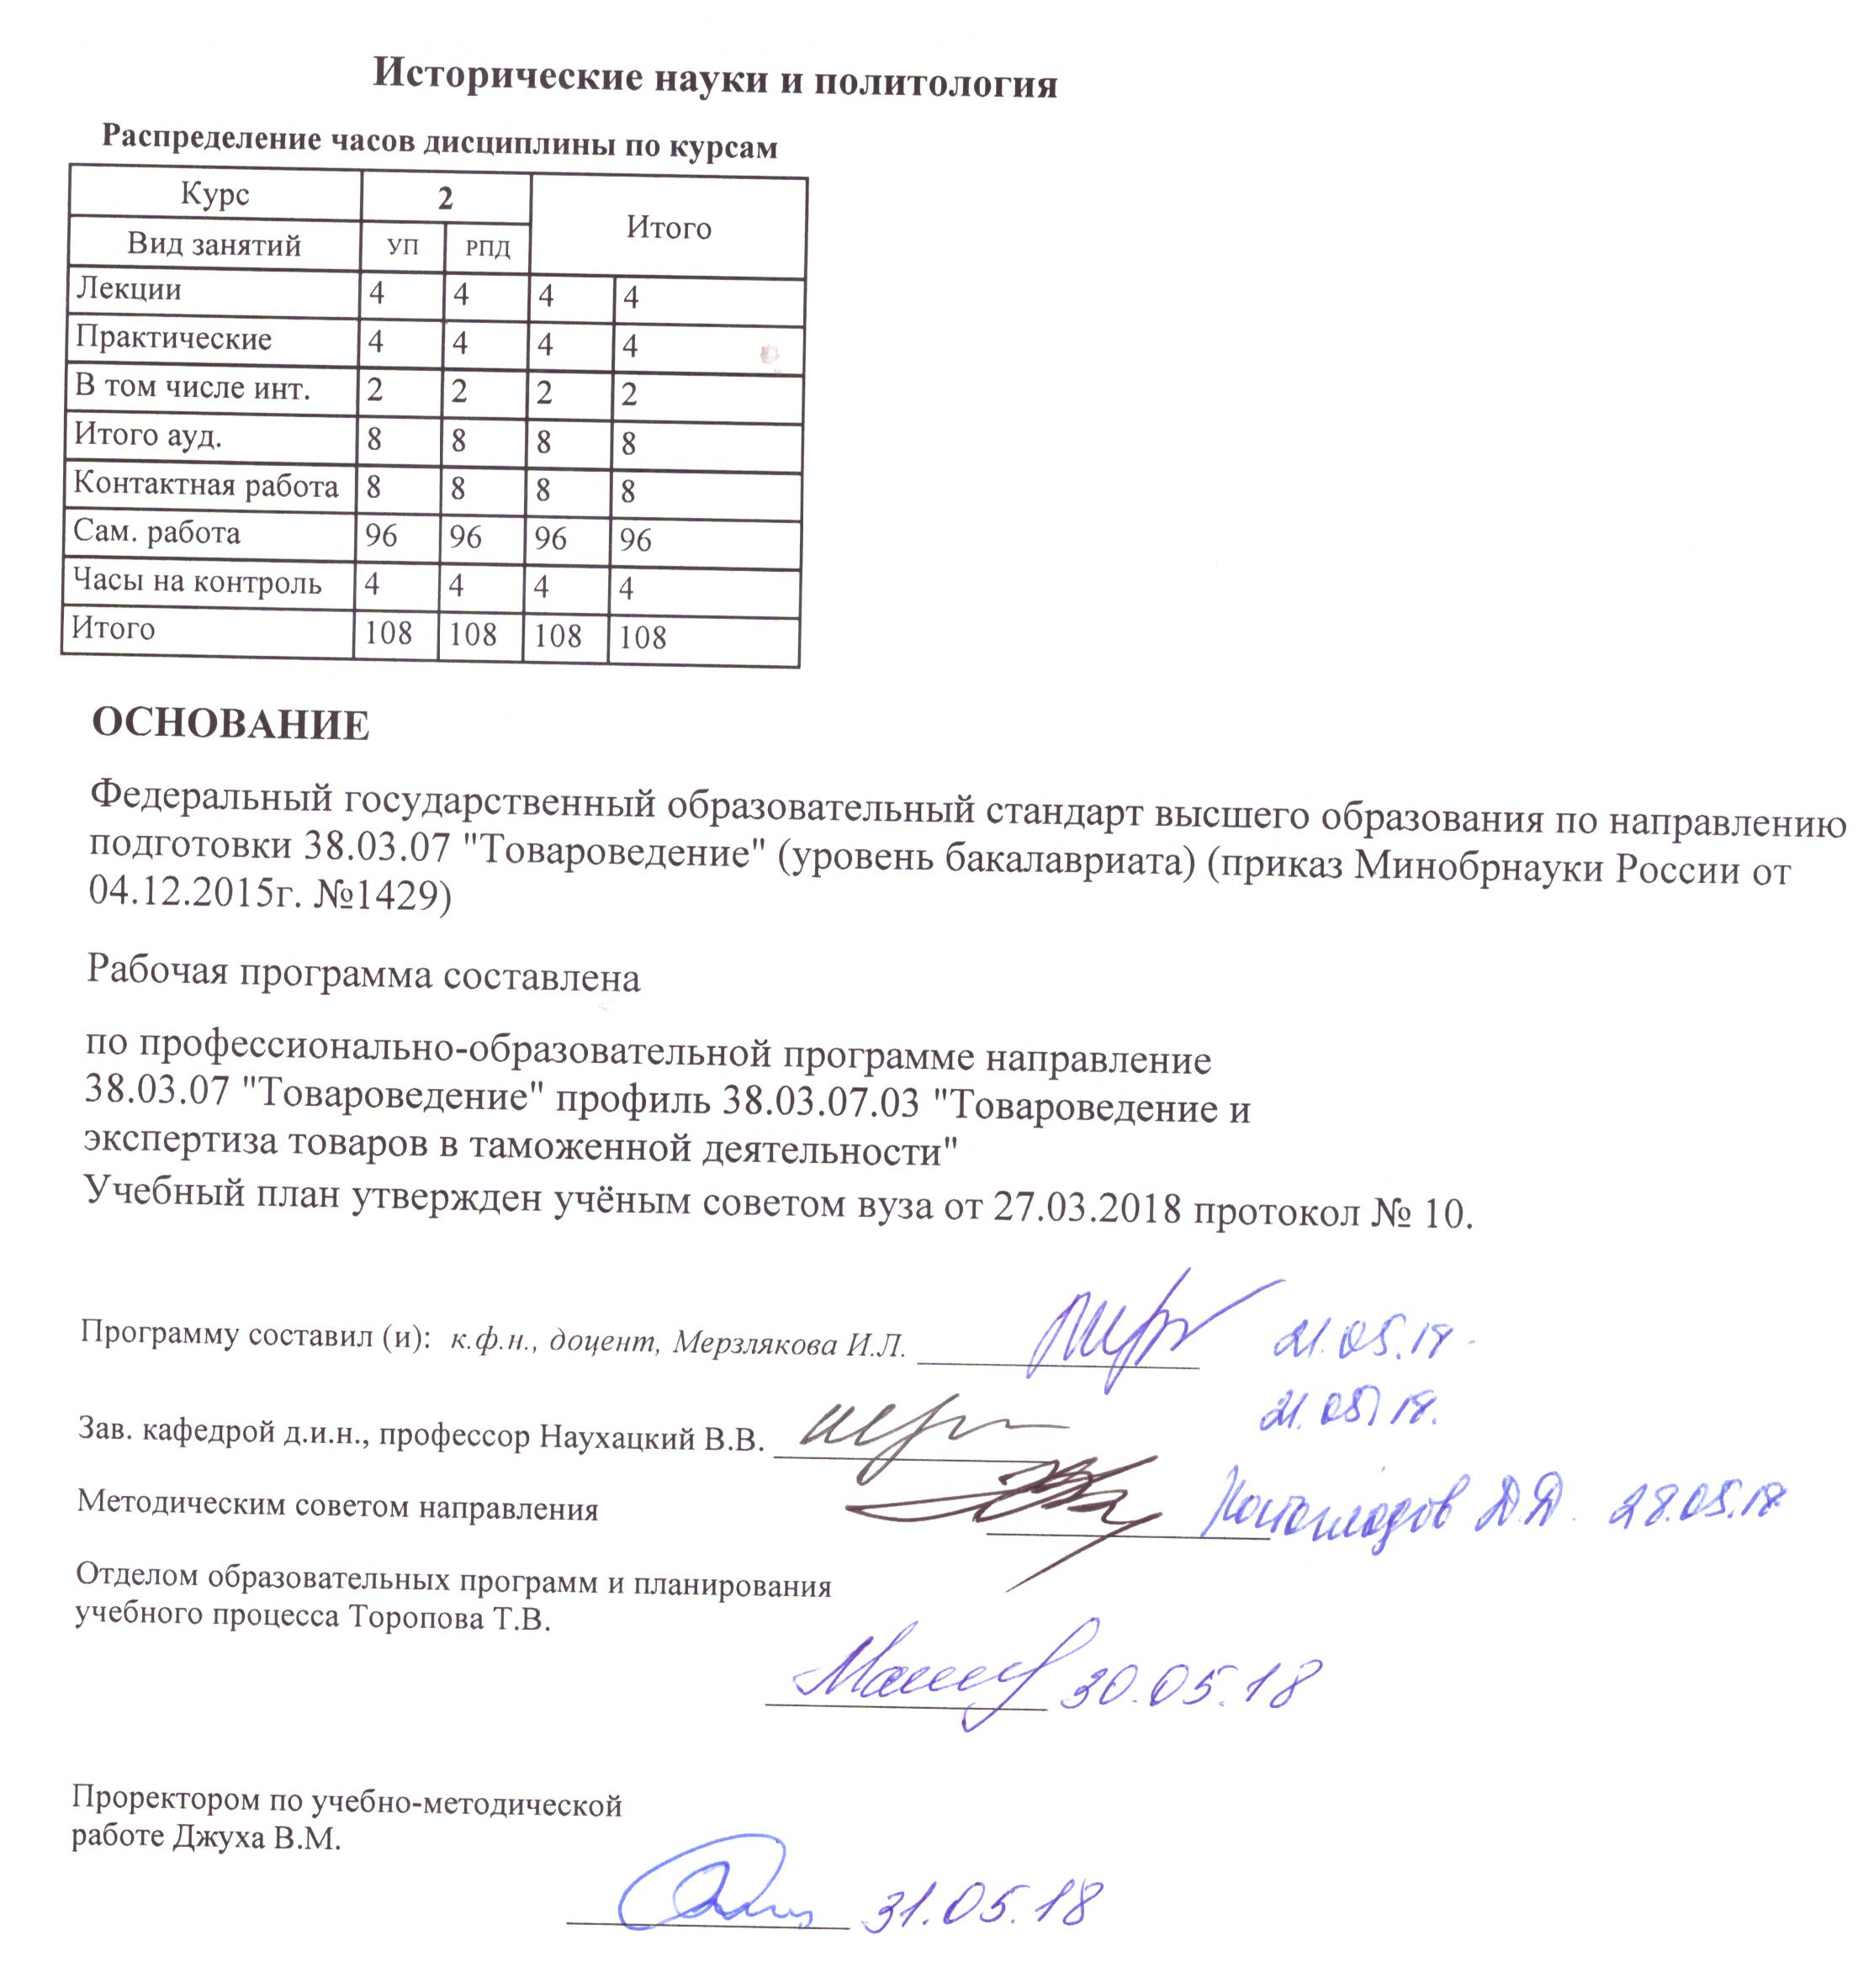 Исторические науки и политология
Распределение часов дисциплины по курсам
Курс 2 Итого
Вид занятий УП РПД
Лекции 4 4 4 4
Практические 4 4 4 4
В том числе инт. 2 2 2 2
Итого ауд. 8 8 8 8
Контактная работа 8 8 8 8
Сам. работа 96 96 96 96
Часы на контроль 4 4 4 4
Итого 108 108 108 108
ОСНОВАНИЕ
Федеральный государственный образовательный стандарт высшего образования по направлению
подготовки 38.03.07 "Товароведение" (уровень бакалавриата) (приказ Минобрнауки России от
04.12.2015г. №1429)
Рабочая программа составлена
по профессионально-образовательной программе направление
38.03.07 "Товароведение" профиль 38.03.07.03 "Товароведение и
экспертиза товаров в таможенной деятельности"
Учебный план утвержден учёным советом вуза от 27.03.2018 протокол № 10.
Программу составил (и): к.ф.н., доцент, Мерзлякова И.Л. 21.05.18
21.05.18.
Зав. кафедрой д.и.н., профессор Наухацкий В.В.
Методическим советом направления Д.Д. 28.05.18
Отделом образовательных программ и планирования
учебного процесса Торопова Т.В.
30.05.18
Проректором по учебно-методической
работе Джуха В.М.
31.05.18